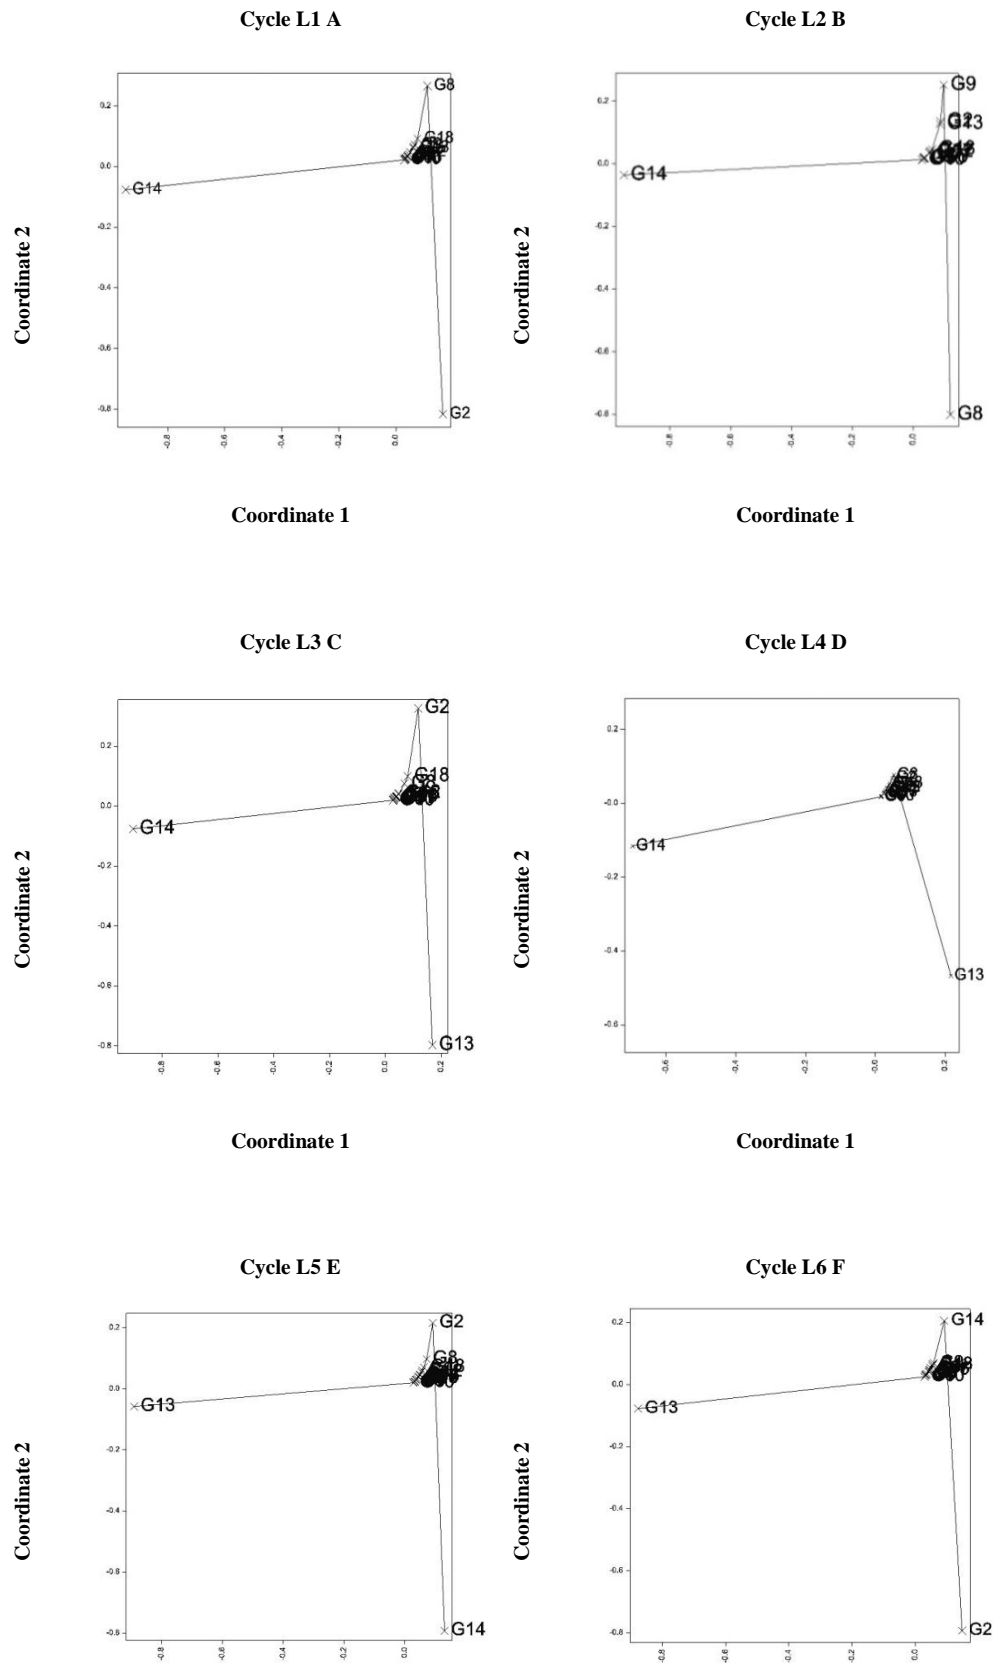 Cycle L1 A
Cycle L2 B
0.2
0.0
-0.2
-0.4
-0.6
-0.8
-0.8
-0.6
-0.4
-0.2
0.0
G8
G18
G14
G2
Coordinate 2
Coordinate 1
0.2
0.0
-0.2
-0.4
-0.6
-0.8
-0.8
-0.6
-0.4
-0.2
0.0
G9
G13
G14
G8
Coordinate 2
Coordinate 1
Cycle L3 C
Cycle L4 D
0.2
0.0
-0.2
-0.4
-0.6
-0.8
-0.8
-0.6
-0.4
-0.2
0.0
0.2
G2
G18
G14
G13
Coordinate 2
Coordinate 1
0.2
-0.0
-0.2
-0.4
-0.6
-0.6
-0.4
-0.2
-0.0
0.2
G14
G13
Coordinate 2
Coordinate 1
Cycle L5 E
Cycle L6 F
0.2
0.0
-0.2
-0.4
-0.6
-0.8
-0.8
-0.6
-0.4
-0.2
0.0
G2
G8
G13
G14
Coordinate 2
0.2
0.0
-0.2
-0.4
-0.6
-0.8
-0.8
-0.6
-0.4
-0.2
0.0
G14
G13
G2
Coordinate 2